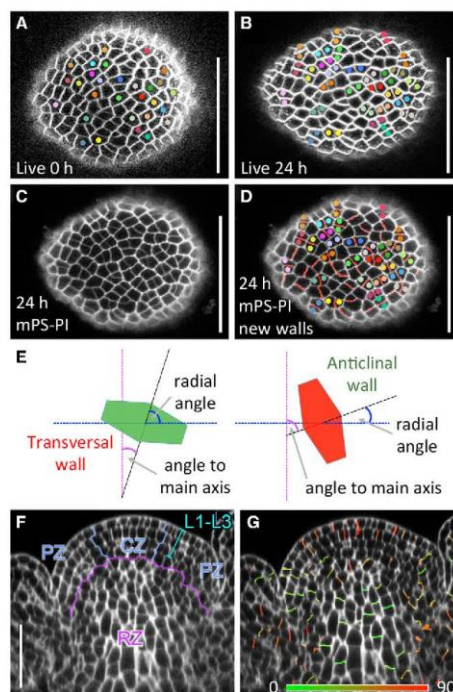 A
Live 0 h
B
Live 24 h
C
24 h
mPS-PI
D
24 h
mPS-PI
new walls
E
radial
angle
Transversal
wall
angle to
main axis
Anticlinal
wall
radial
angle
angle to main axis
F
L1-L3
PZ
CZ
PZ
RZ
G
0
90